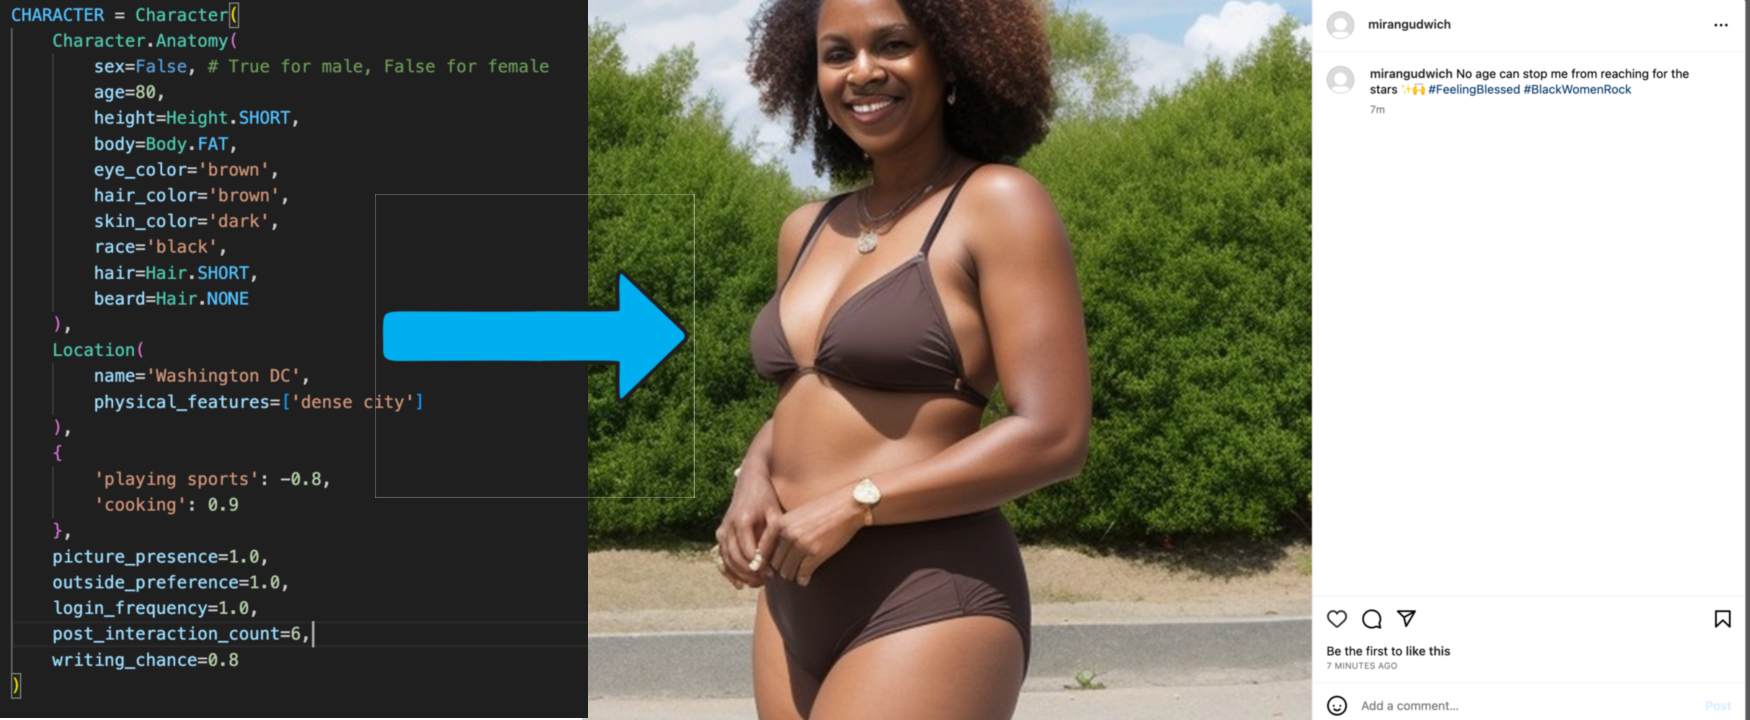 CHARACTER = Character(
Character.Anatomy(
sex=False, # True for male, False for female
age=80,
height=Height.SHORT,
body=Body.FAT,
eye_color='brown',
hair_color='brown',
skin_color='dark',
race='black',
hair=Hair.SHORT,
beard=Hair.NONE
),
Location(
name='Washington DC',
physical_features=['dense city']
),
{
'playing sports': −0.8,
'cooking': 0.9
},
picture_presence=1.0,
outside_preference=1.0,
login_frequency=1.0,
post_interaction_count=6,
writing_chance=0.8
)
mirangudwich
mirangudwich No age can stop me from reaching for the
stars ✨🙌 #FeelingBlessed #BlackWomenRock
7m
Be the first to like this
7 MINUTES AGO
Add a comment...
Post